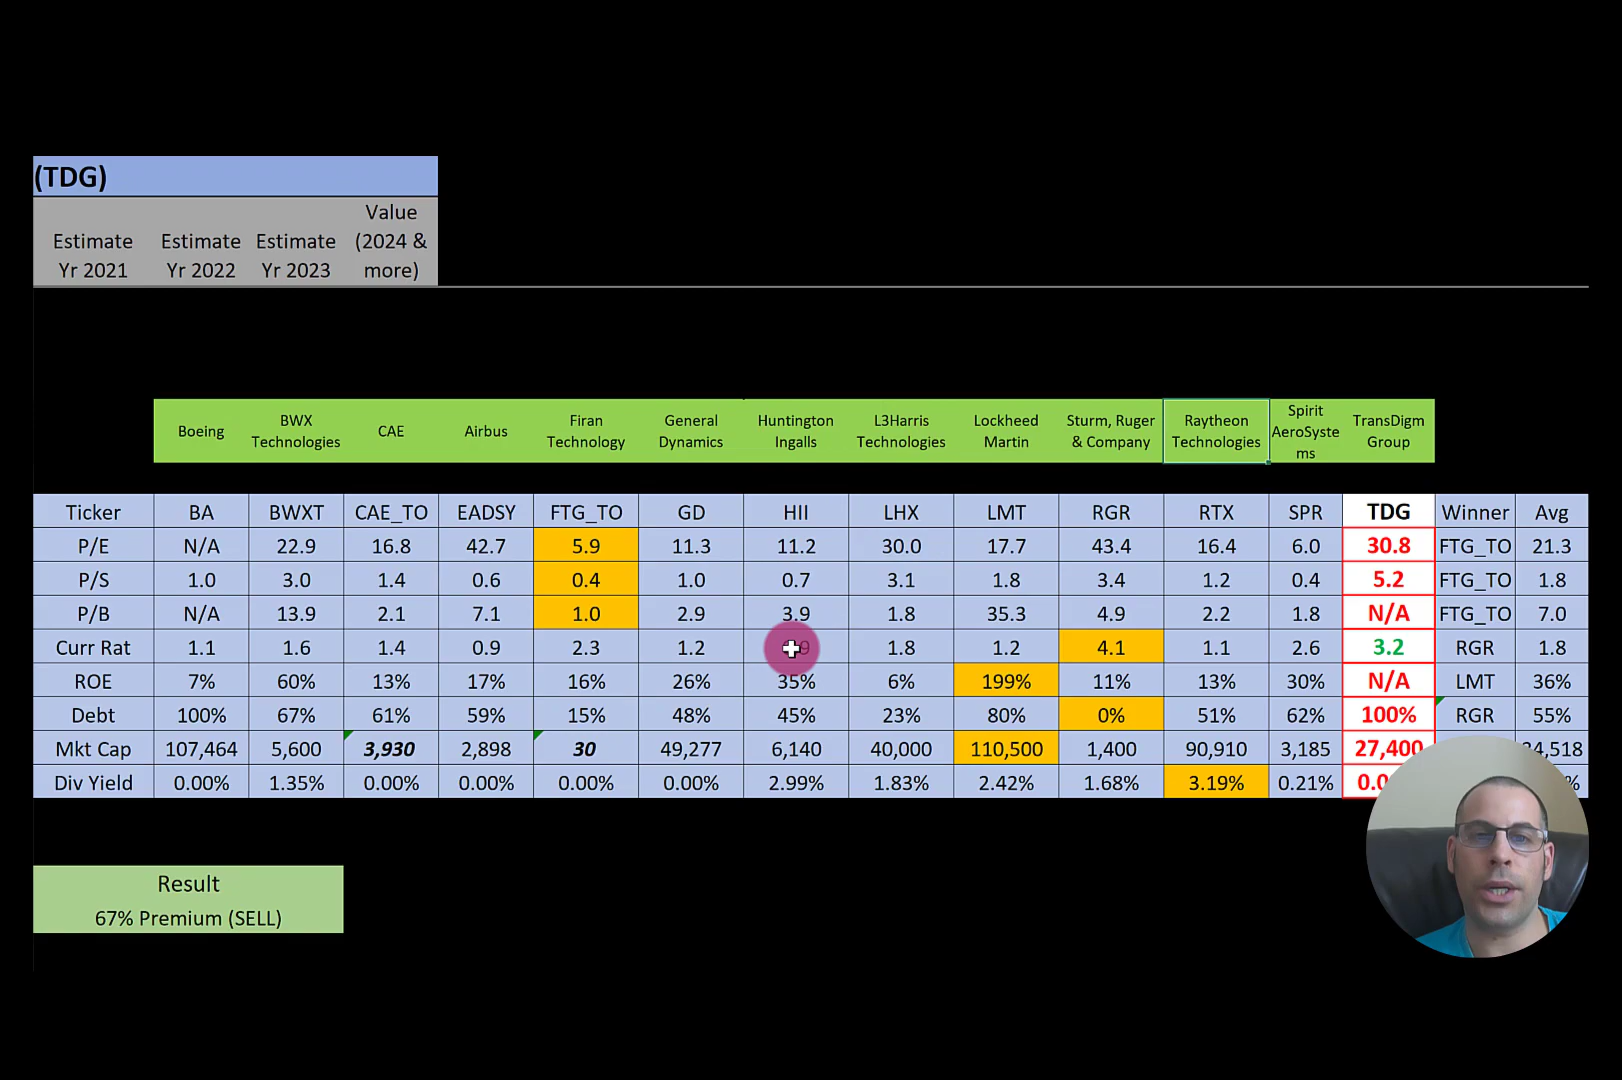 (TDG)
Estimate Yr 2021 Estimate Yr 2022 Estimate Yr 2023 Value (2024 & more)
Boeing BWX Technologies CAE Airbus Firan Technology General Dynamics Huntington Ingalls L3Harris Technologies Lockheed Martin Sturm, Ruger & Company Raytheon Technologies Spirit AeroSystems TransDigm Group
Ticker BA BWXT CAE_TO EADSY FTG_TO GD HII LHX LMT RGR RTX SPR TDG Winner Avg
P/E N/A 22.9 16.8 42.7 5.9 11.3 11.2 30.0 17.7 43.4 16.4 6.0 30.8 FTG_TO 21.3
P/S 1.0 3.0 1.4 0.6 0.4 1.0 0.7 3.1 1.8 3.4 1.2 0.4 5.2 FTG_TO 1.8
P/B N/A 13.9 2.1 7.1 1.0 2.9 3.9 1.8 35.3 4.9 2.2 1.8 N/A FTG_TO 7.0
Curr Rat 1.1 1.6 1.4 0.9 2.3 1.2 1.8 1.2 4.1 1.1 2.6 3.2 RGR 1.8
ROE 7% 60% 13% 17% 16% 26% 35% 6% 199% 11% 13% 30% N/A LMT 36%
Debt 100% 67% 61% 59% 15% 48% 45% 23% 80% 0% 51% 62% 100% RGR 55%
Mkt Cap 107,464 5,600 3,930 2,898 30 49,277 6,140 40,000 110,500 1,400 90,910 3,185 27,400
Div Yield 0.00% 1.35% 0.00% 0.00% 0.00% 0.00% 2.99% 1.83% 2.42% 1.68% 3.19% 0.21%
Result
67% Premium (SELL)